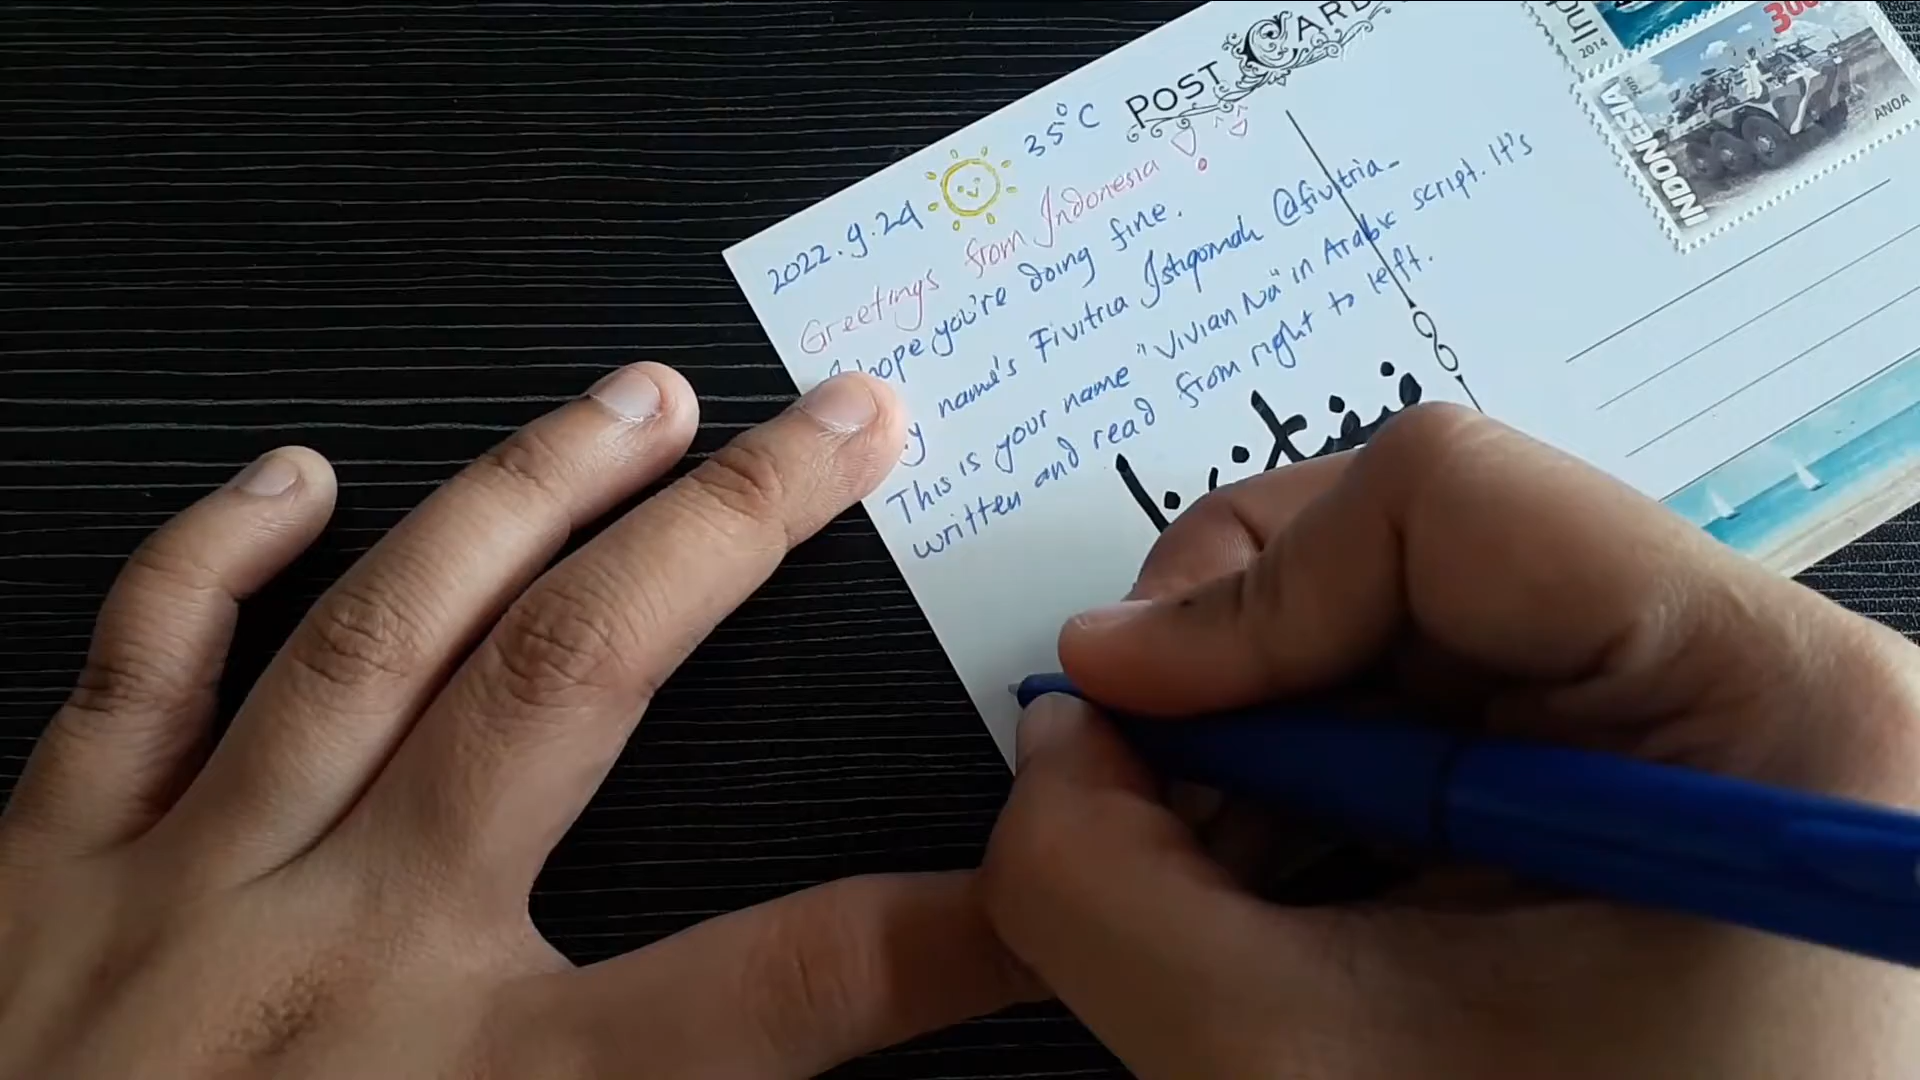 POST CARD
2022.9.24 35°C
Greetings from Indonesia!
hope you're doing fine.
name's Fivitria Istiqomah @fivitria_
This is your name "Vivian Na" in Arabic script. It's
written and read from right to left.
2014
INDONESIA
ANOA